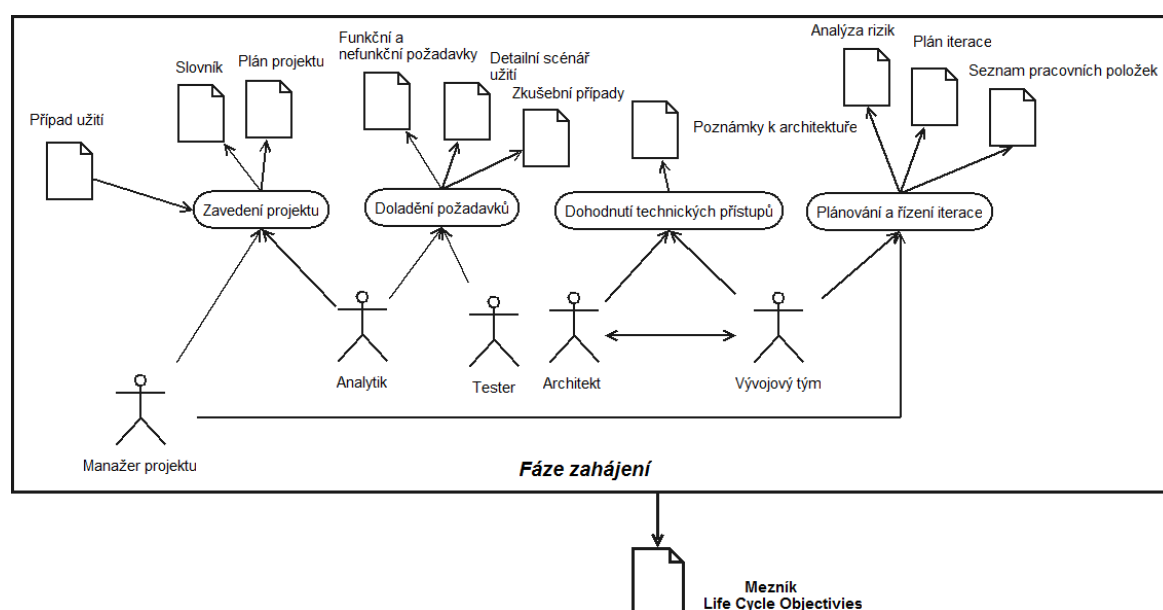 Funkční a
nefunkční požadavky
Analýza rizik
Plán iterace
Slovník
Plán projektu
Detailní scénář
užití
Seznam pracovních položek
Zkušební případy
Případ užití
Poznámky k architektuře
Zavedení projektu
Doladění požadavků
Dohodnutí technických přístupů
Plánování a řízení iterace
Analytik
Tester
Architekt
Vývojový tým
Manažer projektu
Fáze zahájení
Mezník
Life Cycle Objectivies